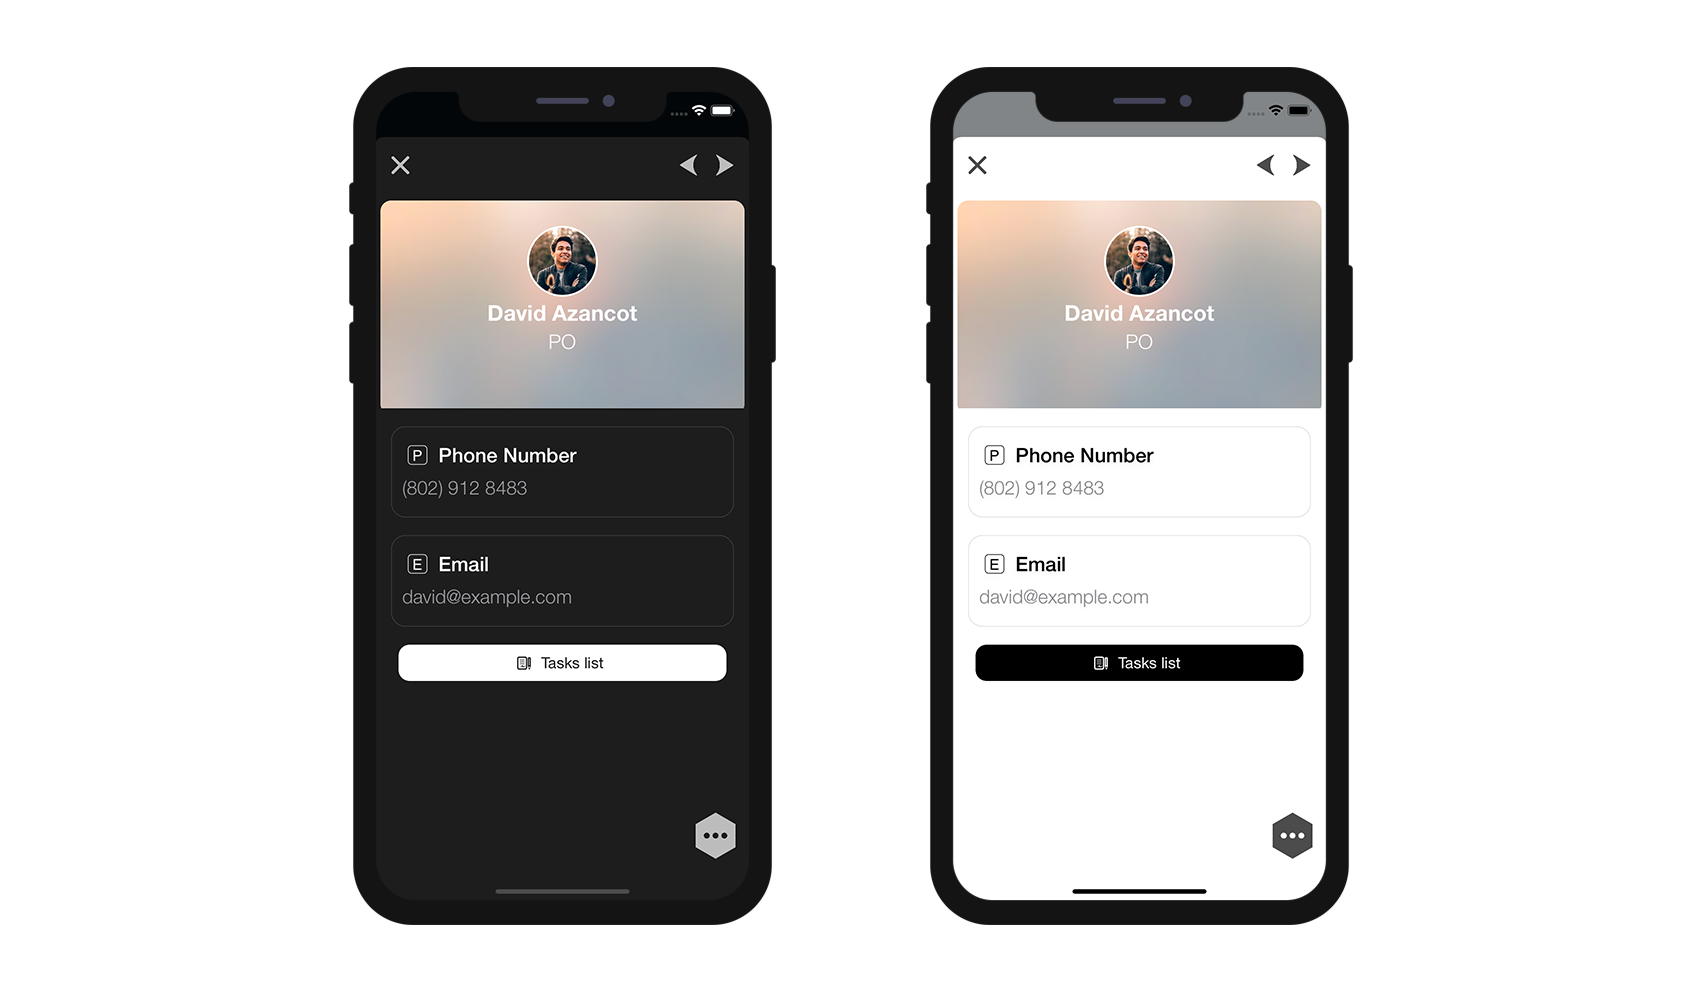 David Azancot
PO
P Phone Number
(802) 912 8483
E Email
david@example.com
Tasks list
David Azancot
PO
P Phone Number
(802) 912 8483
E Email
david@example.com
Tasks list